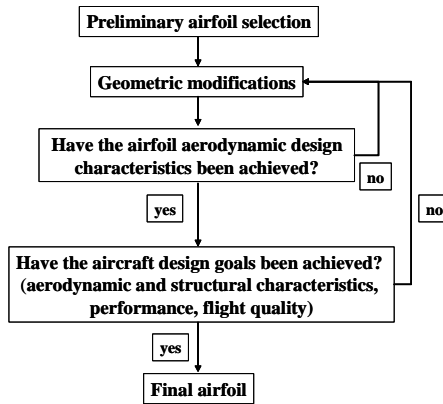 Preliminary airfoil selection
Geometric modifications
Have the airfoil aerodynamic design
characteristics been achieved?
no
yes
no
Have the aircraft design goals been achieved?
(aerodynamic and structural characteristics,
performance, flight quality)
yes
Final airfoil